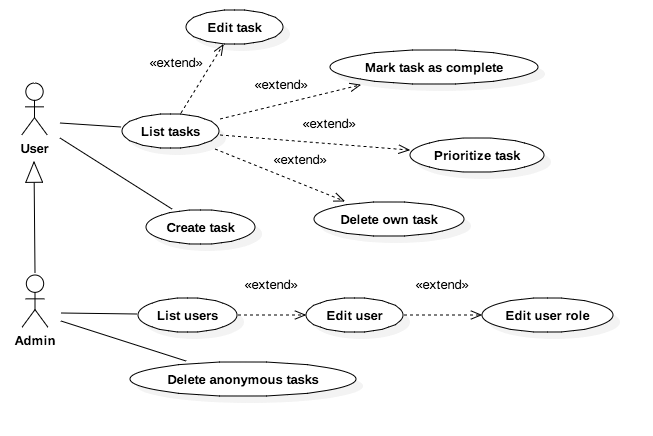 Edit task
«extend»
Mark task as complete
«extend»
User
List tasks
«extend»
Prioritize task
«extend»
Delete own task
Create task
«extend»
«extend»
Admin
List users
Edit user
Edit user role
Delete anonymous tasks